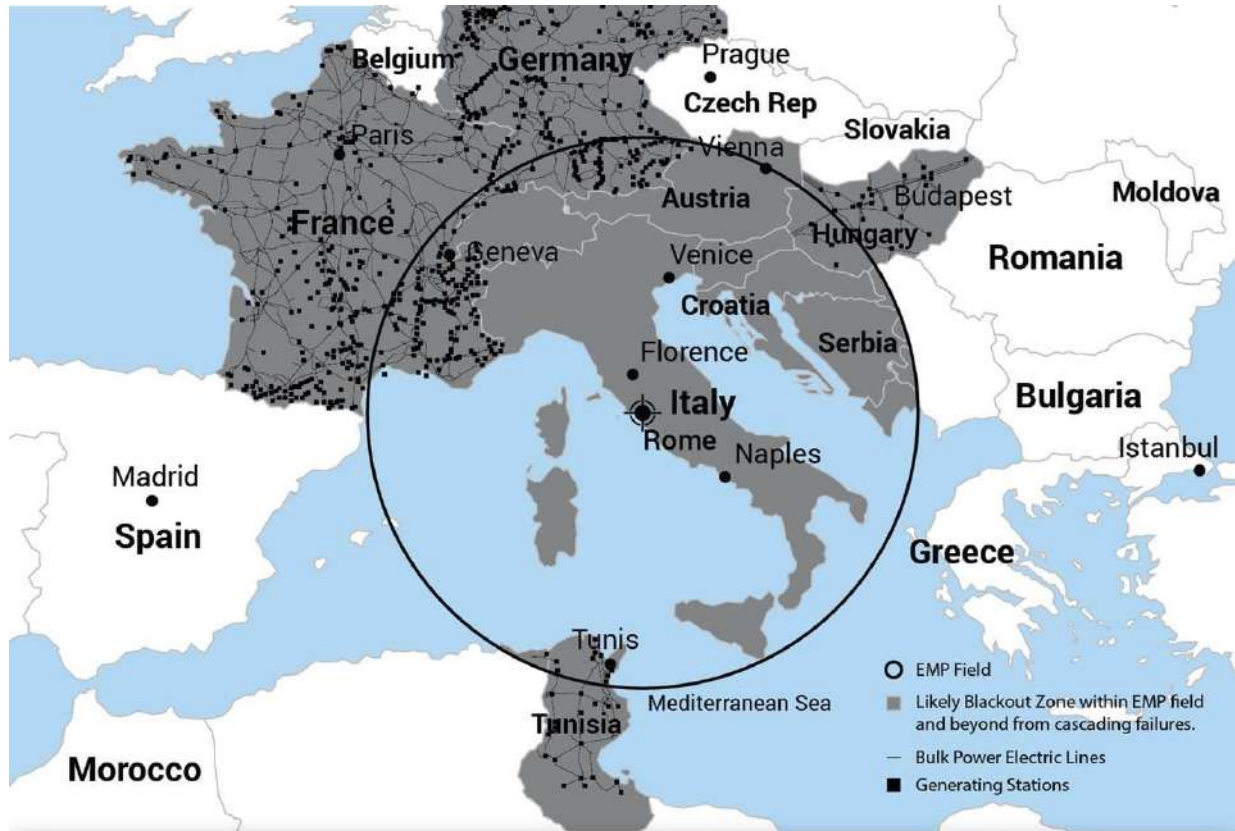 Belgium
Germany
Prague
Czech Rep
Slovakia
Paris
Vienna
Austria
Budapest
Moldova
France
Hungary
Geneva
Venice
Romania
Croatia
Florence
Serbia
Italy
Bulgaria
Rome
Naples
Istanbul
Madrid
Spain
Greece
Tunis
EMP Field
Mediterranean Sea
Likely Blackout Zone within EMP field
and beyond from cascading failures.
Tunisia
Bulk Power Electric Lines
Morocco
Generating Stations